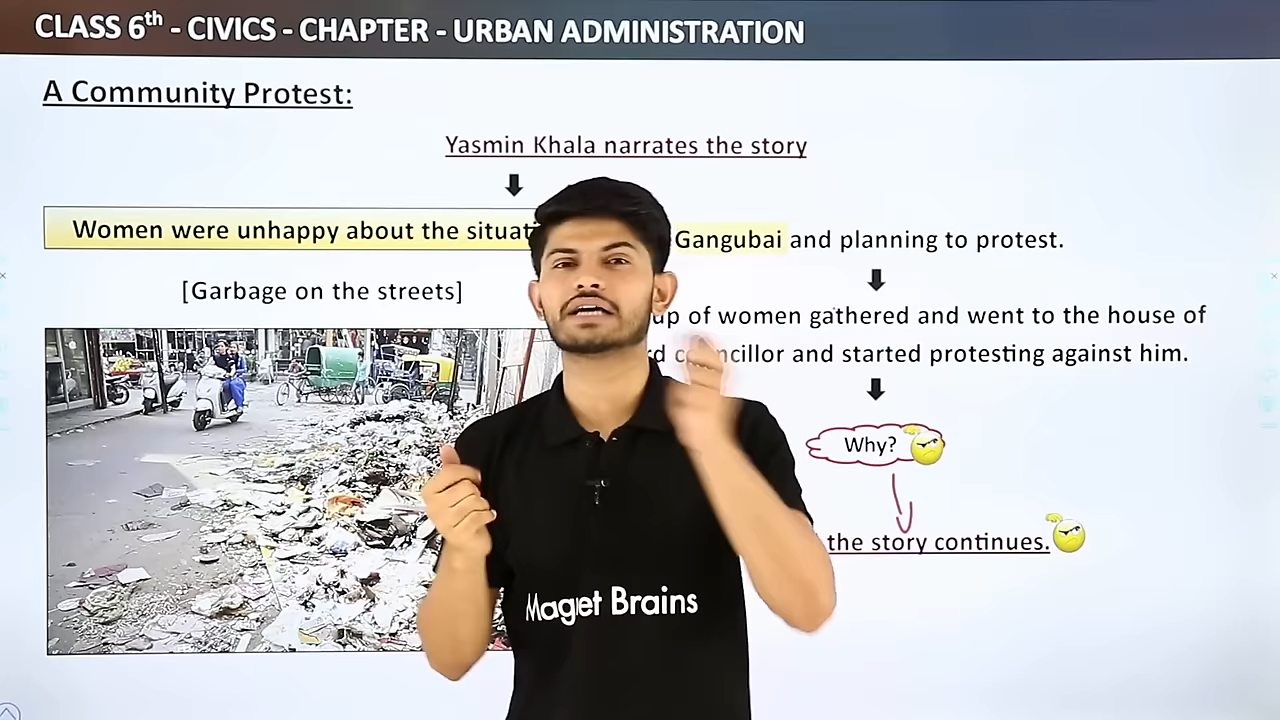 CLASS 6th - CIVICS - CHAPTER - URBAN ADMINISTRATION
A Community Protest:
Yasmin Khala narrates the story
Women were unhappy about the
Gangubai and planning to protest.
[Garbage on the streets]
of women gathered and went to the house of
and started protesting against him.
Why?
the story continues.
Magnet Brains